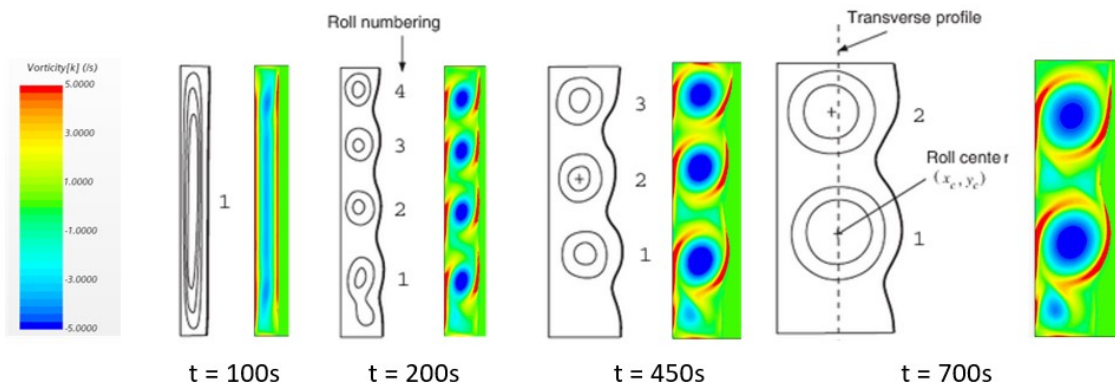 Vorticity[k] (/s)
5.0000
3.0000
1.0000
-1.0000
-3.0000
-5.0000
1
Roll numbering
4
3
2
1
3
2
1
Transverse profile
2
Roll center
(x_c, y_c)
1
t = 100s
t = 200s
t = 450s
t = 700s